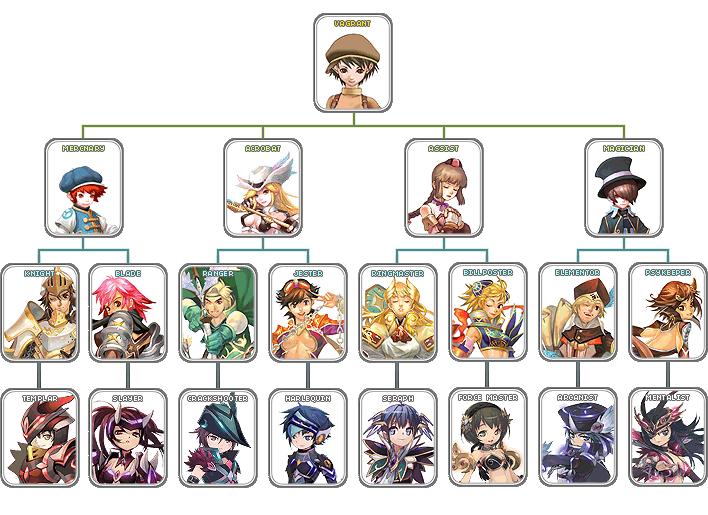 VAGRANT
MERCNARY
ACROBAT
ASSIST
MAGICIAN
KNIGHT
BLADE
RANGER
JESTER
RINGMASTER
BILLPOSTER
ELEMENTOR
PSYKEEPER
TEMPLAR
SLAYER
CRACKSHOOTER
HARLEQUIN
SERAPH
FORCE MASTER
ARCANIST
MENTALIST